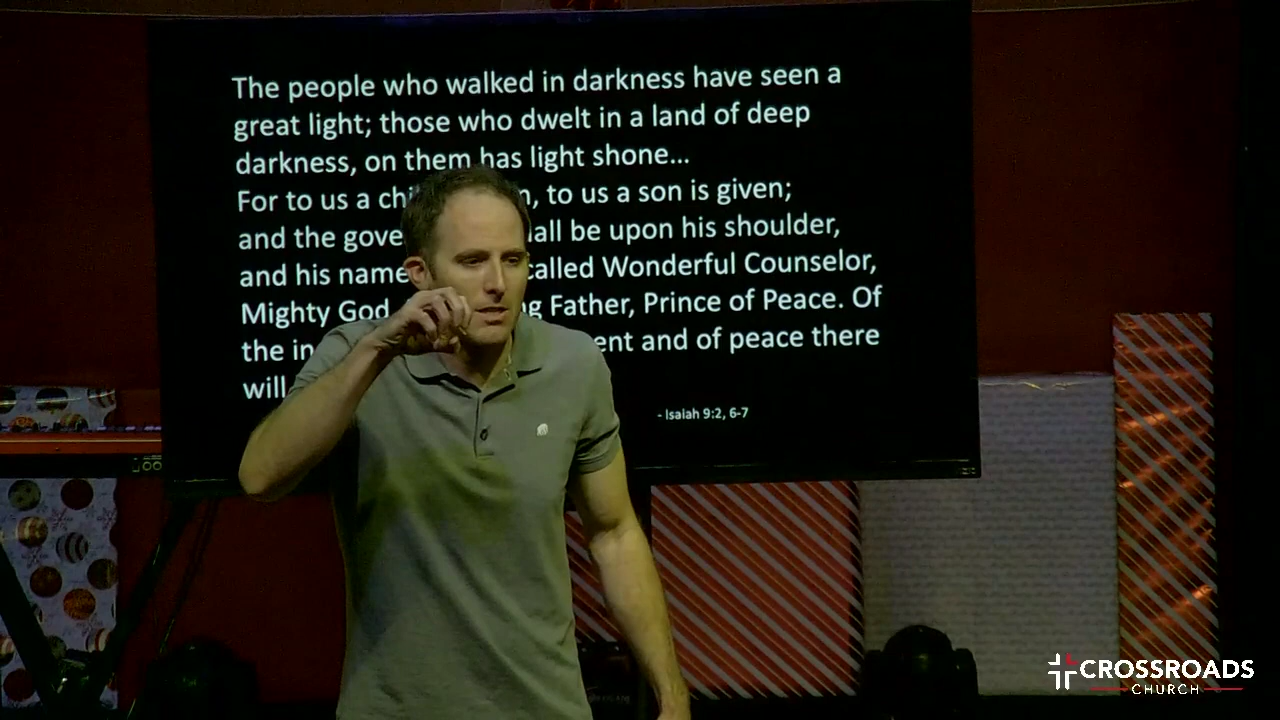 The people who walked in darkness have seen a
great light; those who dwelt in a land of deep
darkness, on them has light shone...
For to us a chi n, to us a son is given;
and the gove all be upon his shoulder,
and his name called Wonderful Counselor,
Mighty God g Father, Prince of Peace. Of
the in ent and of peace there
will
- Isaiah 9:2, 6-7
CROSSROADS
CHURCH